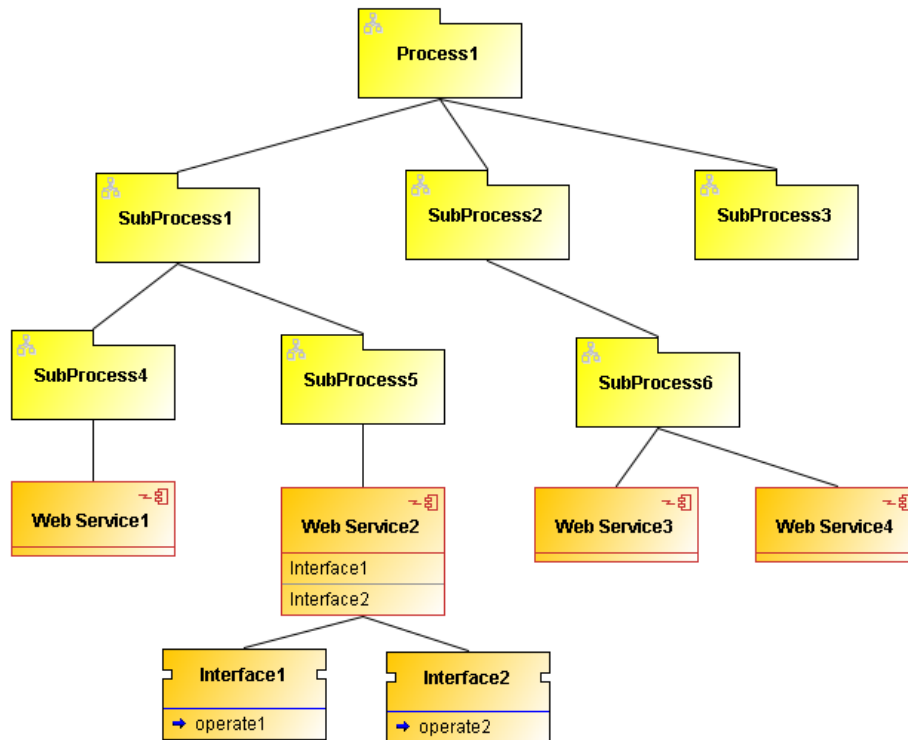 Process1
SubProcess1
SubProcess2
SubProcess3
SubProcess4
SubProcess5
SubProcess6
Web Service1
Web Service2
Interface1
Interface2
Web Service3
Web Service4
Interface1
operate1
Interface2
operate2